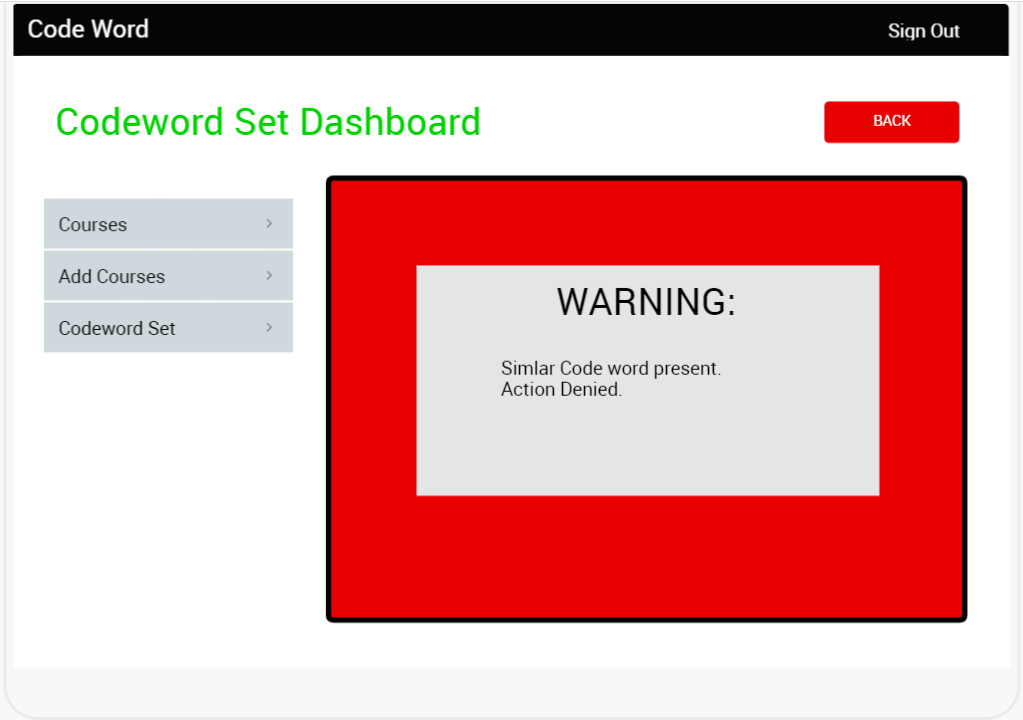 Code Word
Sign Out
Codeword Set Dashboard
BACK
Courses
Add Courses
Codeword Set
WARNING:
Simlar Code word present.
Action Denied.